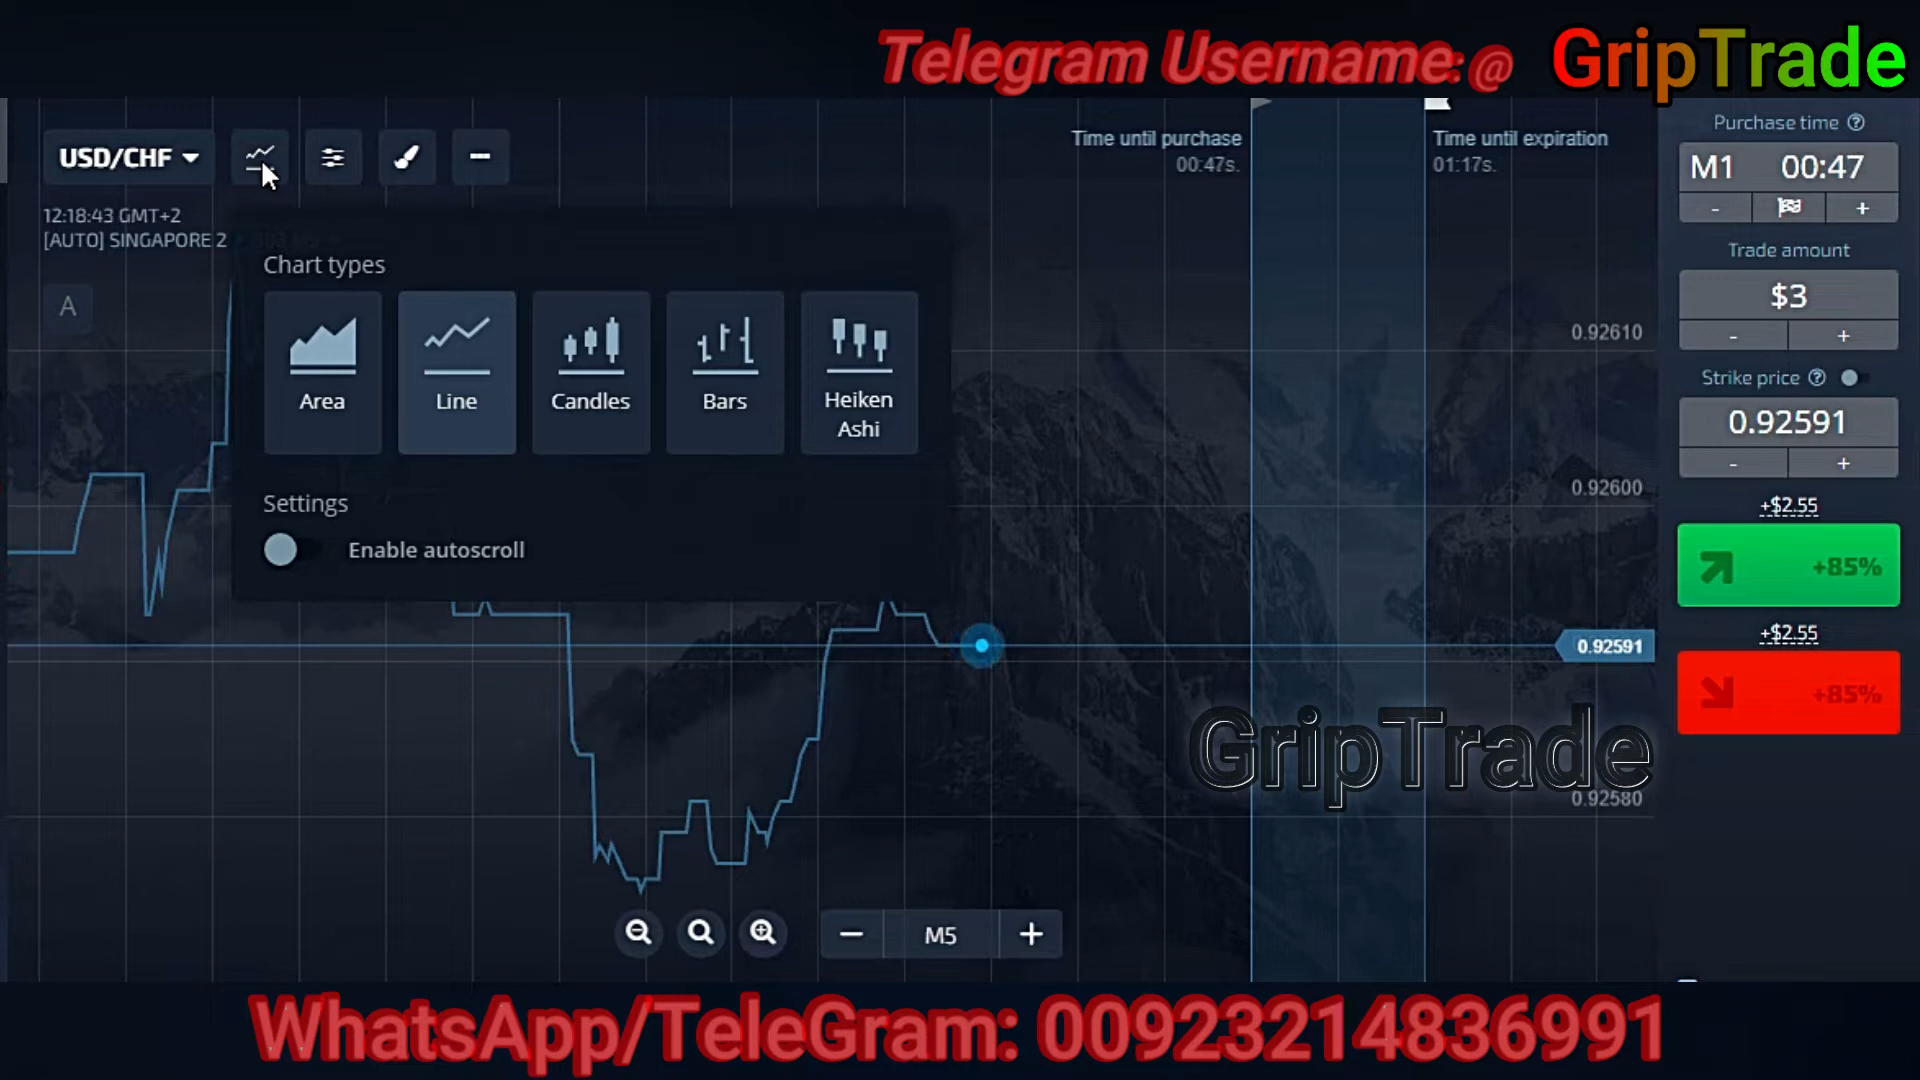 Telegram Username:@ GripTrade
USD/CHF
12:18:43 GMT+2
[AUTO] SINGAPORE 2
A
Chart types
Area
Line
Candles
Bars
Heiken
Ashi
Settings
Enable autoscroll
Time until purchase
00:47s.
Time until expiration
01:17s.
0.92610
0.92600
0.92591
GripTrade
0.92580
M5
Purchase time
M1 00:47
- +
Trade amount
$3
- +
Strike price
0.92591
- +
+$2.55
+85%
+$2.55
+85%
WhatsApp/TeleGram: 00923214836991